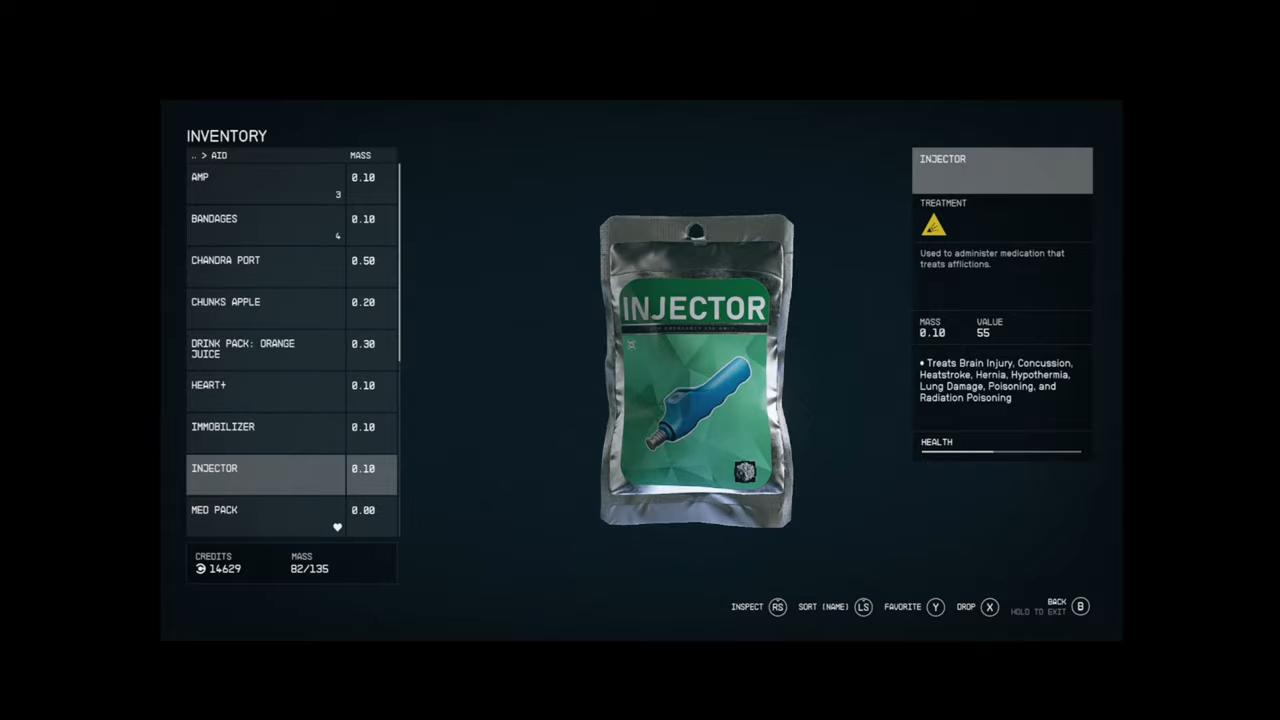 INVENTORY
.. > AID MASS
AMP 0.10
3
BANDAGES 0.10
4
CHANDRA PORT 0.50
CHUNKS APPLE 0.20
DRINK PACK: ORANGE 0.30
JUICE
HEART+ 0.10
IMMOBILIZER 0.10
INJECTOR 0.10
MED PACK 0.00
CREDITS MASS
14629 82/135
INJECTOR
FOR EMERGENCY USE ONLY.
INJECTOR
TREATMENT
Used to administer medication that
treats afflictions.
MASS VALUE
0.10 55
• Treats Brain Injury, Concussion,
Heatstroke, Hernia, Hypothermia,
Lung Damage, Poisoning, and
Radiation Poisoning
HEALTH
INSPECT RS SORT (NAME) LS FAVORITE Y DROP X BACK B
HOLD TO EXIT